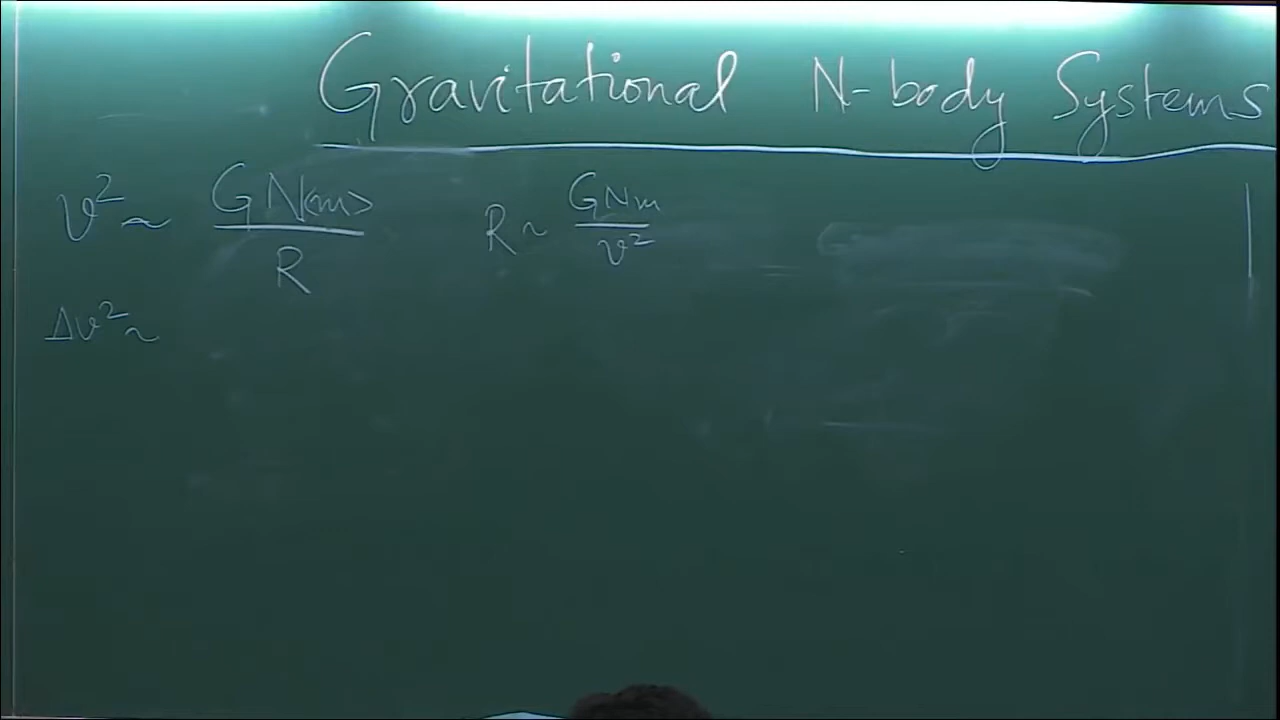 Gravitational N-body Systems
v² ~ GN<m> / R    R ~ GNm / v²
Δv² ~